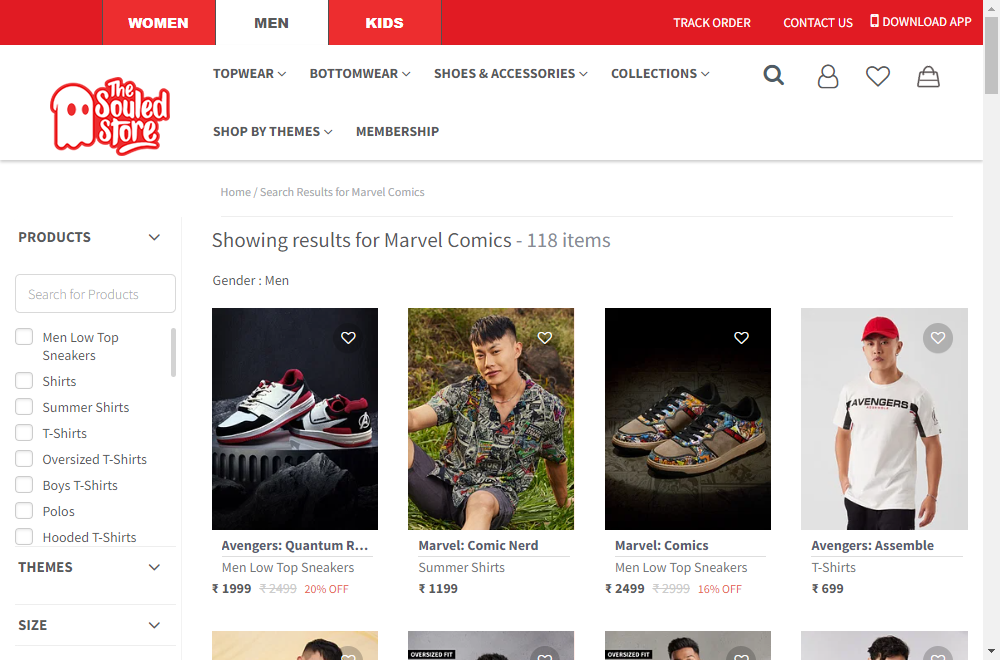 WOMEN
MEN
KIDS
TRACK ORDER
CONTACT US
DOWNLOAD APP
The
Souled
Store
TOPWEAR
BOTTOMWEAR
SHOES & ACCESSORIES
COLLECTIONS
SHOP BY THEMES
MEMBERSHIP
Home / Search Results for Marvel Comics
PRODUCTS
Search for Products
Men Low Top
Sneakers
Shirts
Summer Shirts
T-Shirts
Oversized T-Shirts
Boys T-Shirts
Polos
Hooded T-Shirts
THEMES
SIZE
Showing results for Marvel Comics - 118 items
Gender : Men
AVENGERS
Avengers: Quantum R...
Men Low Top Sneakers
₹ 1999 ₹ 2499 20% OFF
Marvel: Comic Nerd
Summer Shirts
₹ 1199
Marvel: Comics
Men Low Top Sneakers
₹ 2499 ₹ 2999 16% OFF
Avengers: Assemble
T-Shirts
₹ 699
OVERSIZED FIT
OVERSIZED FIT